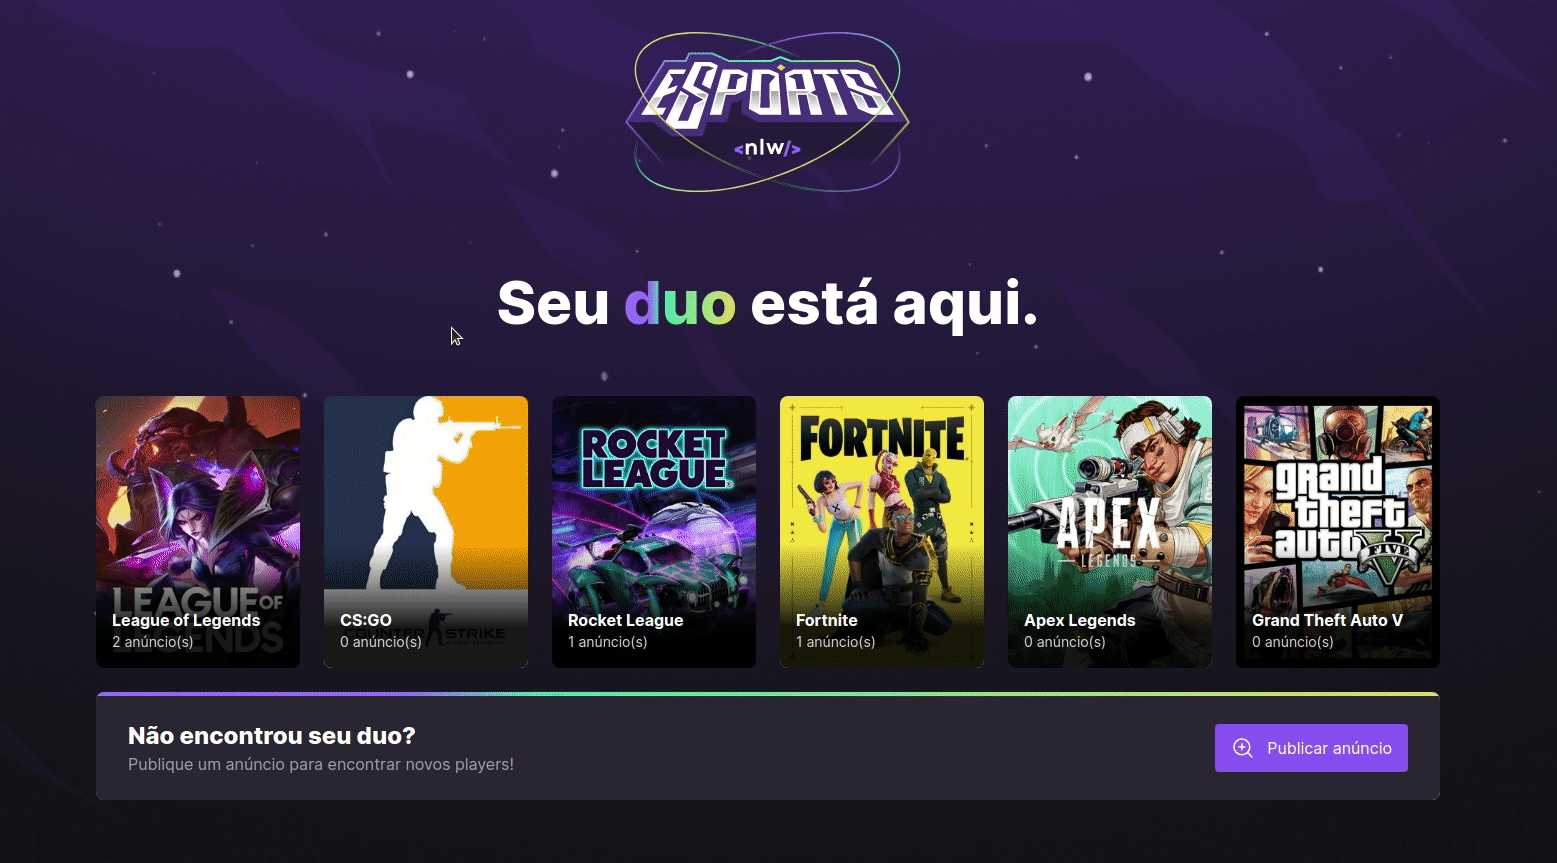 ESPORTS
<nlw/>
Seu duo está aqui.
LEAGUE OF
LEGENDS
League of Legends
2 anúncio(s)
COUNTER STRIKE
CS:GO
0 anúncio(s)
ROCKET
LEAGUE
Rocket League
1 anúncio(s)
FORTNITE
Fortnite
1 anúncio(s)
APEX
LEGENDS
Apex Legends
0 anúncio(s)
grand
theft
auto
FIVE
Grand Theft Auto V
0 anúncio(s)
Não encontrou seu duo?
Publique um anúncio para encontrar novos players!
Publicar anúncio